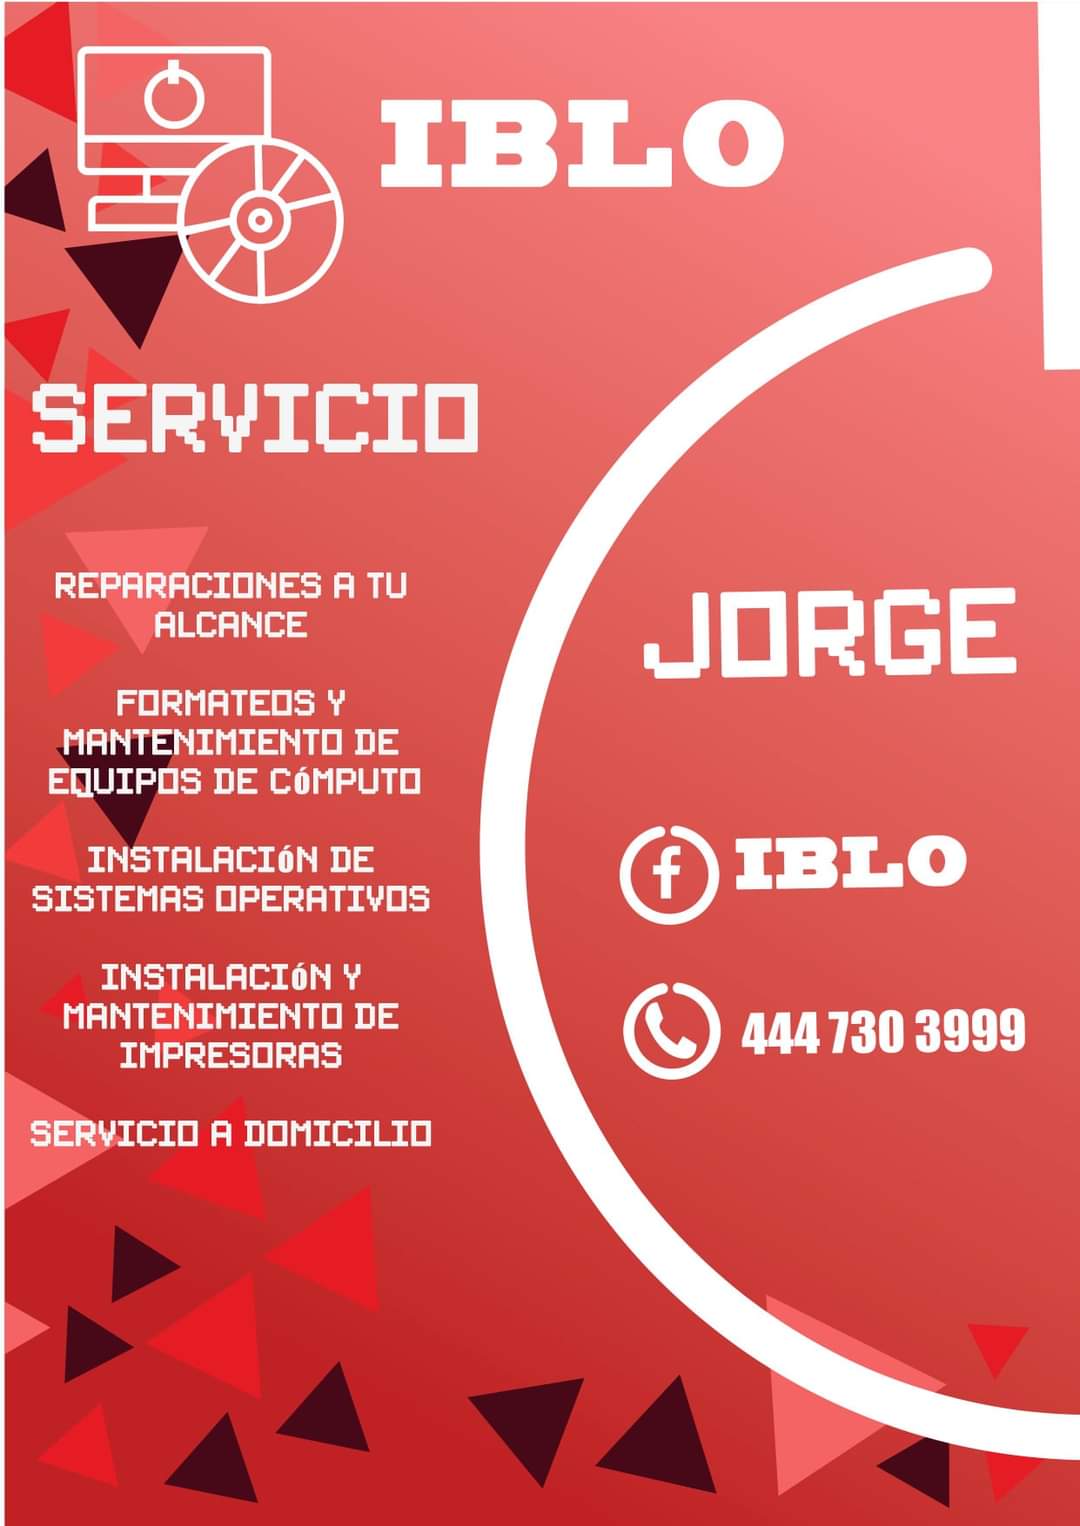 IBLO
SERVICIO
REPARACIONES A TU
ALCANCE
FORMATEOS Y
MANTENIMIENTO DE
EQUIPOS DE CÓMPUTO
INSTALACIÓN DE
SISTEMAS OPERATIVOS
INSTALACIÓN Y
MANTENIMIENTO DE
IMPRESORAS
SERVICIO A DOMICILIO
JORGE
IBLO
444 730 3999